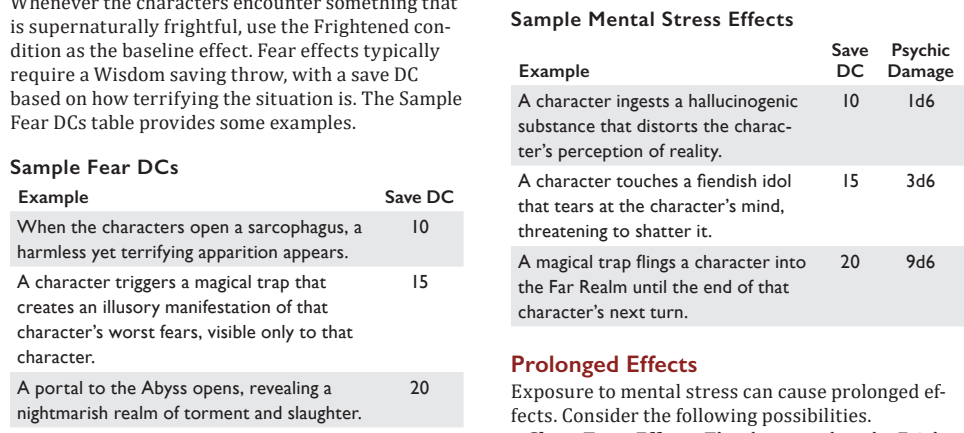 Whenever the characters encounter something that
is supernaturally frightful, use the Frightened con-
dition as the baseline effect. Fear effects typically
require a Wisdom saving throw, with a save DC
based on how terrifying the situation is. The Sample
Fear DCs table provides some examples.
Sample Fear DCs
Example Save DC
When the characters open a sarcophagus, a 10
harmless yet terrifying apparition appears.
A character triggers a magical trap that 15
creates an illusory manifestation of that
character's worst fears, visible only to that
character.
A portal to the Abyss opens, revealing a 20
nightmarish realm of torment and slaughter.
Sample Mental Stress Effects
Save Psychic
Example DC Damage
A character ingests a hallucinogenic 10 1d6
substance that distorts the charac-
ter's perception of reality.
A character touches a fiendish idol 15 3d6
that tears at the character's mind,
threatening to shatter it.
A magical trap flings a character into 20 9d6
the Far Realm until the end of that
character's next turn.
Prolonged Effects
Exposure to mental stress can cause prolonged ef-
fects. Consider the following possibilities.